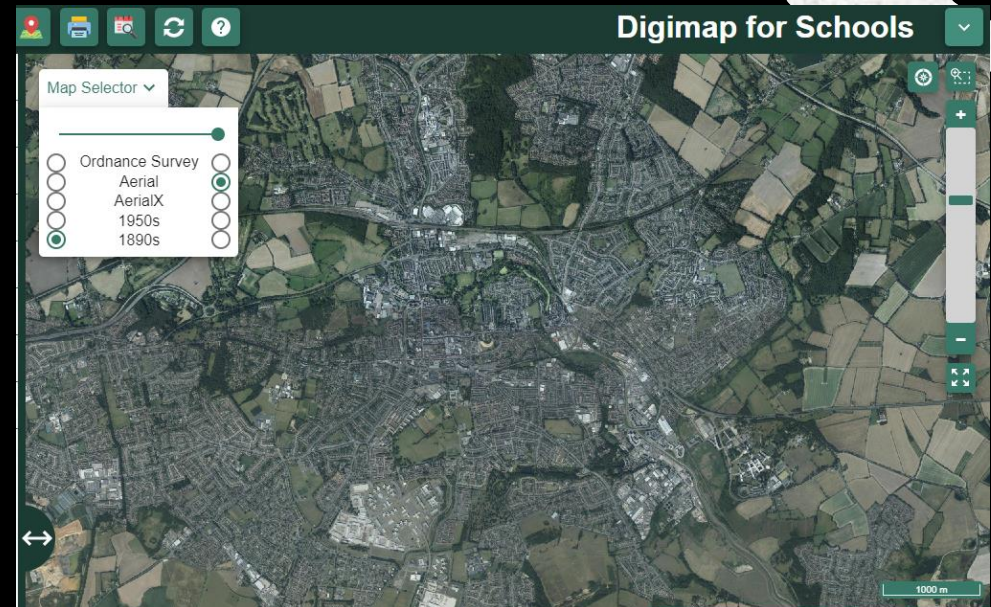 Digimap for Schools
Map Selector
Ordnance Survey
Aerial
AerialX
1950s
1890s
1000 m